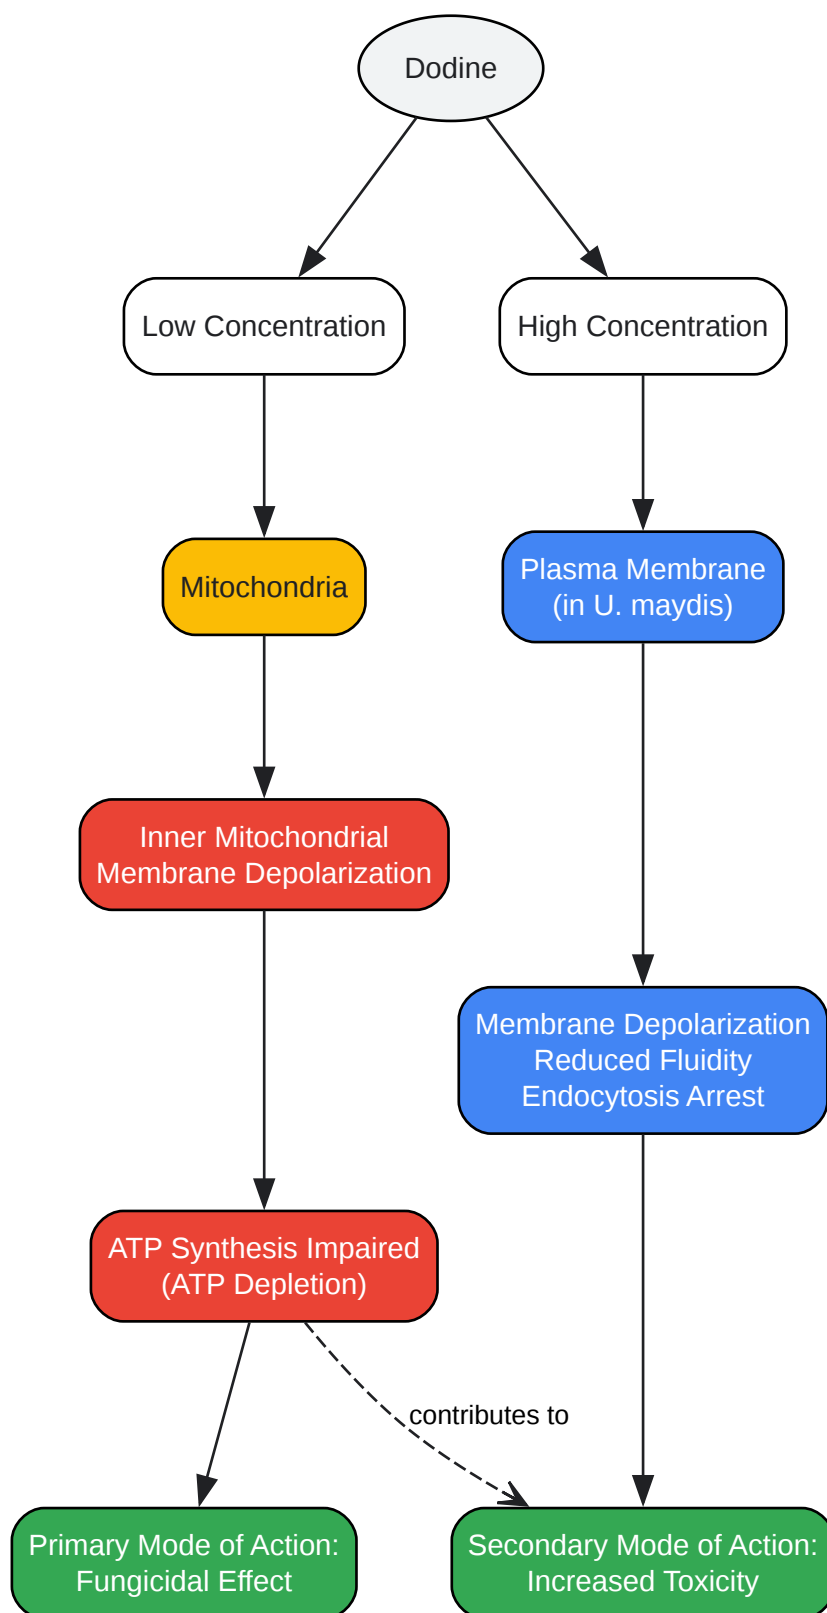 Dodine
Low Concentration
High Concentration
Mitochondria
Plasma Membrane
(in U. maydis)
Inner Mitochondrial
Membrane Depolarization
Membrane Depolarization
Reduced Fluidity
Endocytosis Arrest
ATP Synthesis Impaired
(ATP Depletion)
contributes to
Primary Mode of Action:
Fungicidal Effect
Secondary Mode of Action:
Increased Toxicity